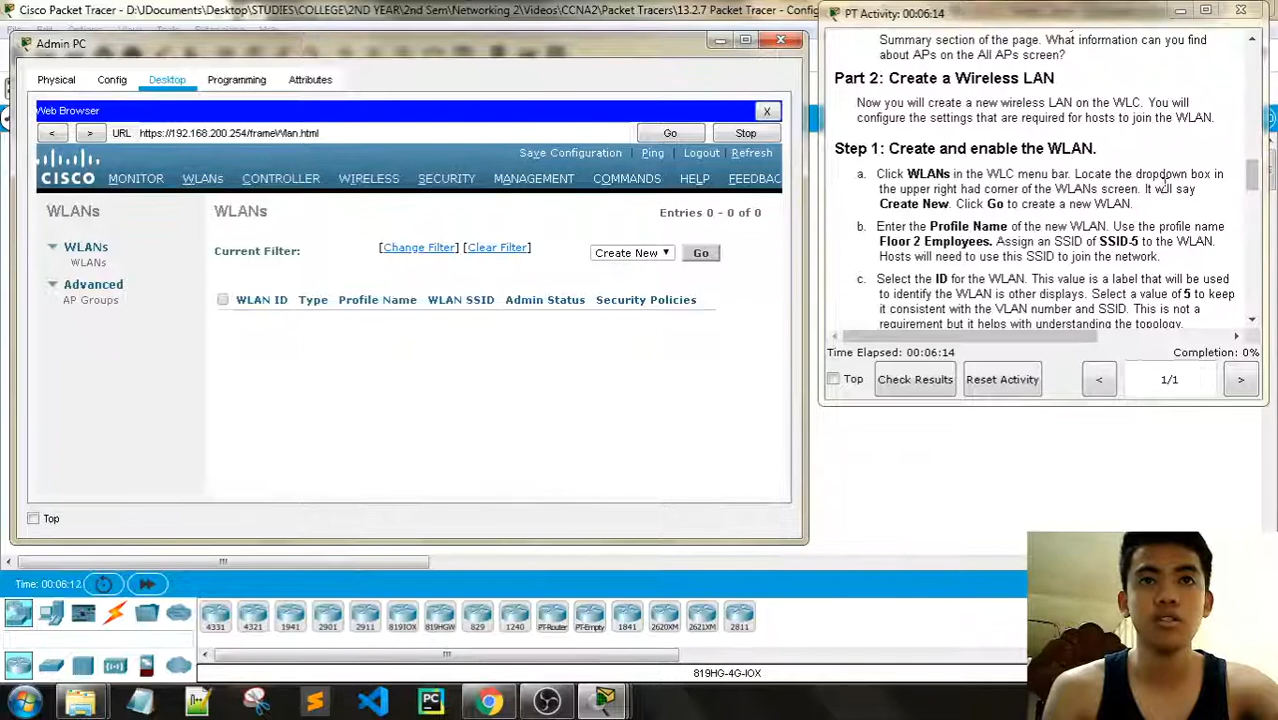 Cisco Packet Tracer - D:\JDocuments\Desktop\STUDIES\COLLEGE\2ND YEAR\2nd Sem\Networking 2\Videos\CCNA2\Packet Tracers\13.2.7 Packet Tracer
PT Activity: 00:06:14
Admin PC
Physical
Config
Desktop
Programming
Attributes
Web Browser
X
<
>
URL
https://192.168.200.254/frameWlan.html
Go
Stop
Save Configuration
Ping
Logout
Refresh
CISCO
MONITOR
WLANs
CONTROLLER
WIRELESS
SECURITY
MANAGEMENT
COMMANDS
HELP
FEEDBAC
WLANs
WLANs
WLANs
Advanced
AP Groups
WLANs
Entries 0 - 0 of 0
Current Filter:
[Change Filter] [Clear Filter]
Create New
Go
WLAN ID
Type
Profile Name
WLAN SSID
Admin Status
Security Policies
Top
Summary section of the page. What information can you find
about APs on the All APs screen?
Part 2: Create a Wireless LAN
Now you will create a new wireless LAN on the WLC. You will
configure the settings that are required for hosts to join the WLAN.
Step 1: Create and enable the WLAN.
a. Click WLANs in the WLC menu bar. Locate the dropdown box in
the upper right had corner of the WLANs screen. It will say
Create New. Click Go to create a new WLAN.
b. Enter the Profile Name of the new WLAN. Use the profile name
Floor 2 Employees. Assign an SSID of SSID-5 to the WLAN.
Hosts will need to use this SSID to join the network.
c. Select the ID for the WLAN. This value is a label that will be used
to identify the WLAN is other displays. Select a value of 5 to keep
it consistent with the VLAN number and SSID. This is not a
requirement but it helps with understanding the topology.
Time Elapsed: 00:06:14
Completion: 0%
Top
Check Results
Reset Activity
<
1/1
>
Time: 00:06:12
4331
4321
1941
2901
2911
819IOX
819HGW
829
1240
PT-Router
PT-Empty
1841
2620XM
2621XM
2811
819HG-4G-IOX
PC